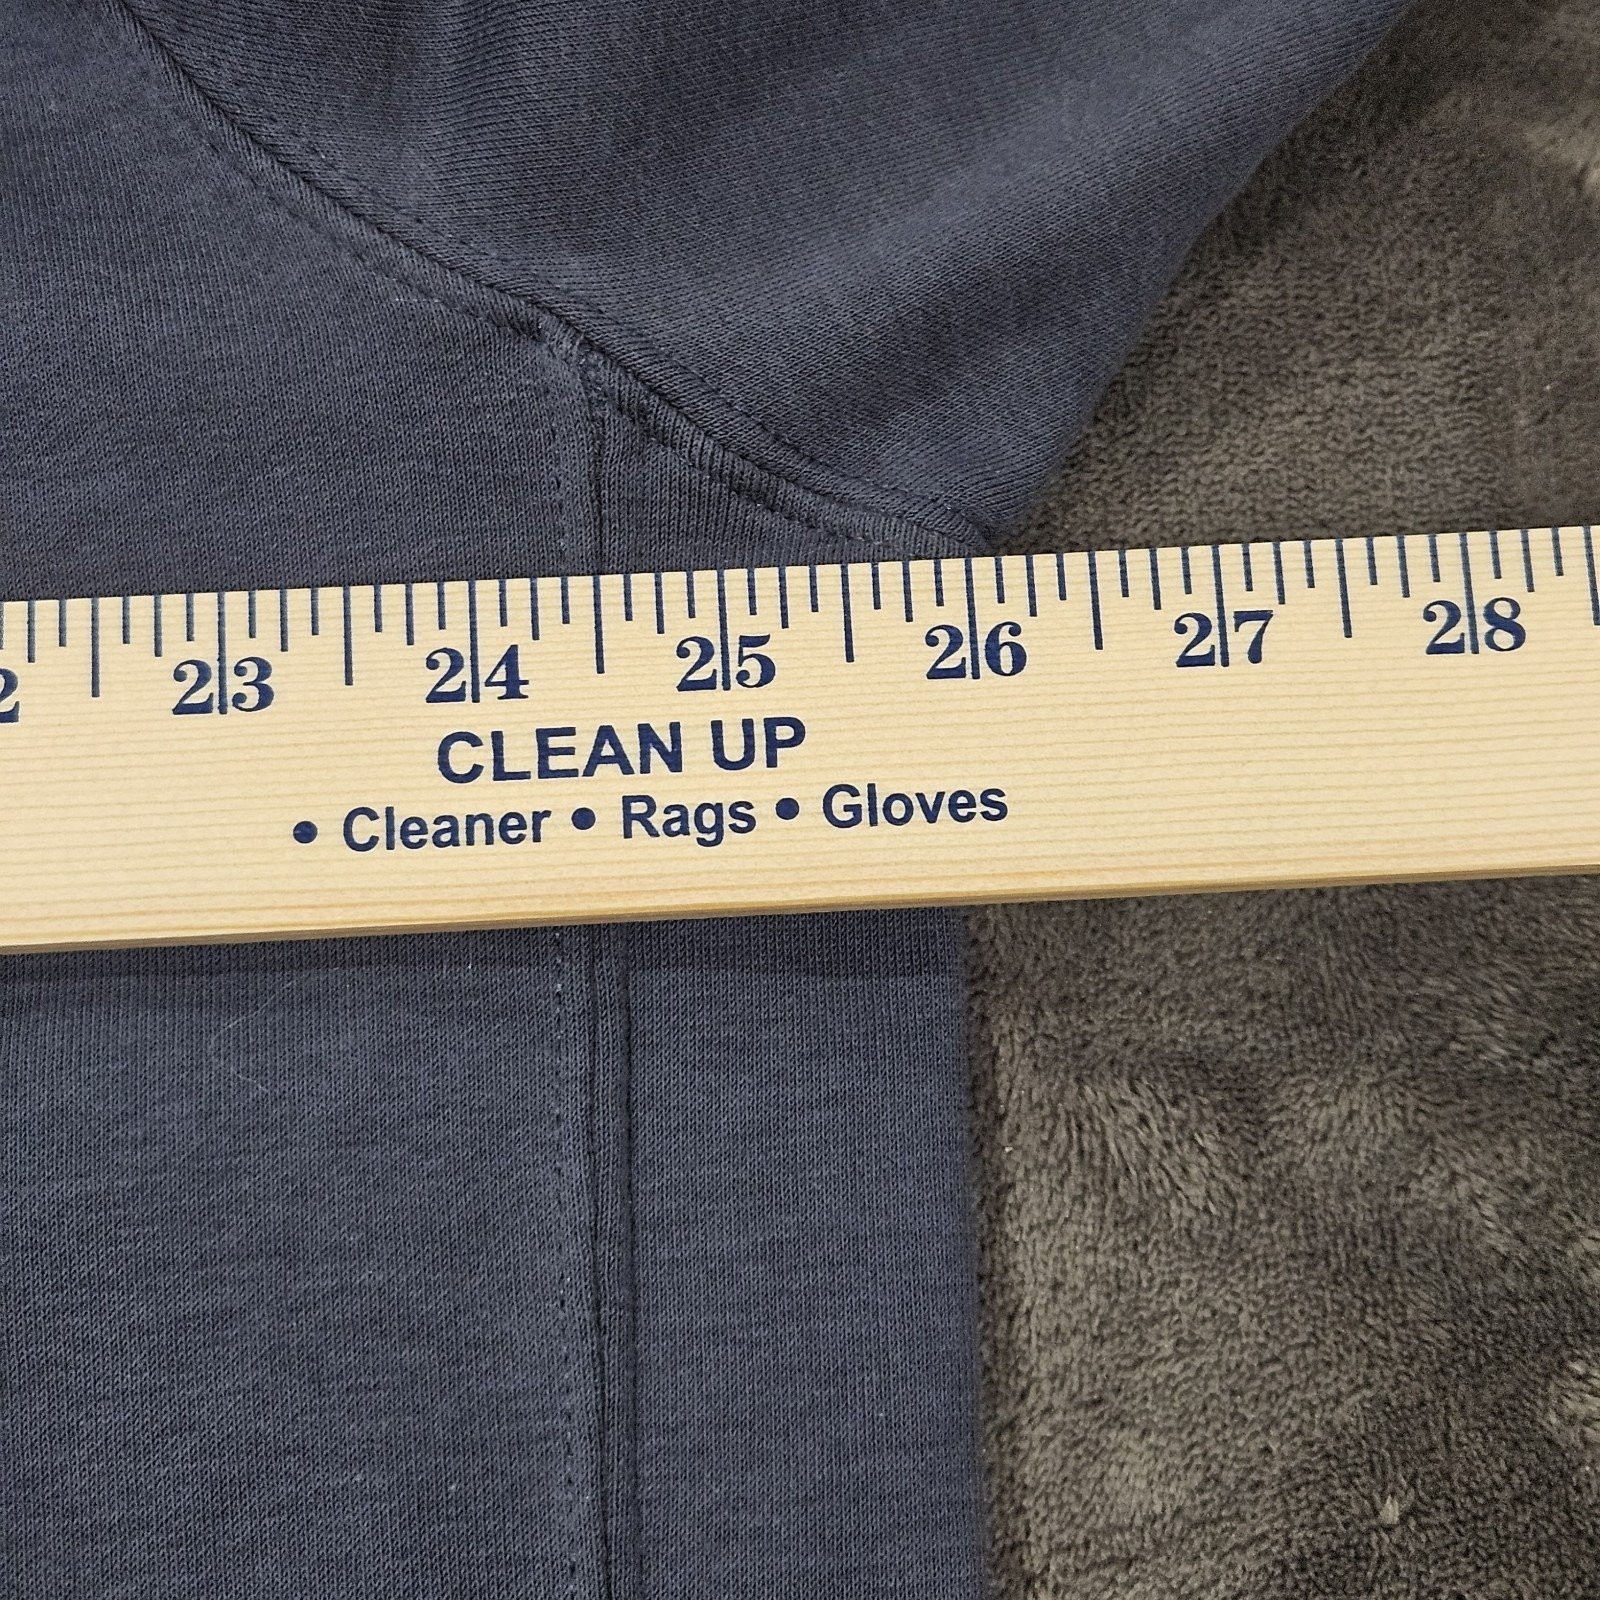 2 23 24 25 26 27 28
CLEAN UP
• Cleaner • Rags • Gloves